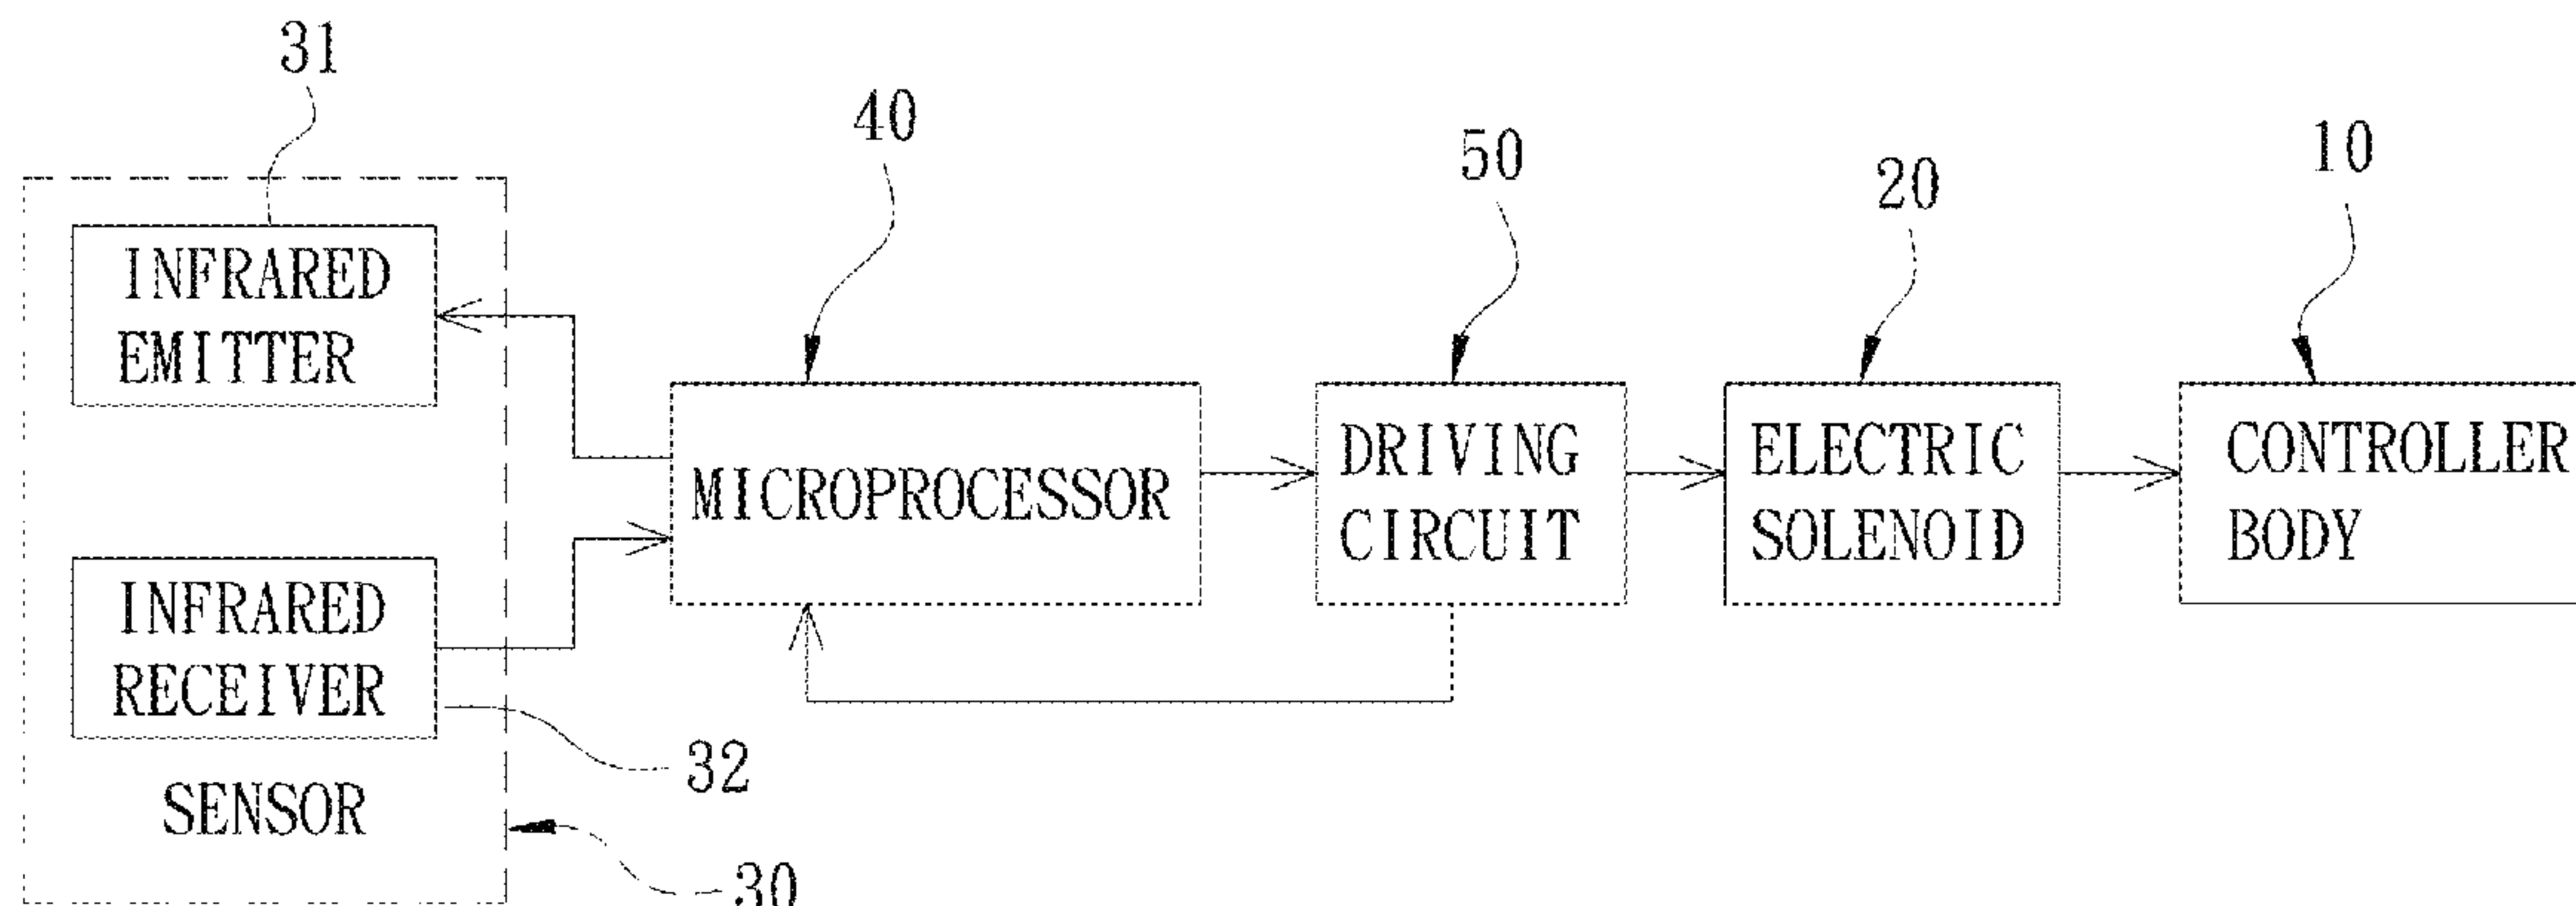 31
40
50
20
10
INFRARED
EMITTER
MICROPROCESSOR
DRIVING
CIRCUIT
ELECTRIC
SOLENOID
CONTROLLER
BODY
INFRARED
RECEIVER
32
SENSOR
30